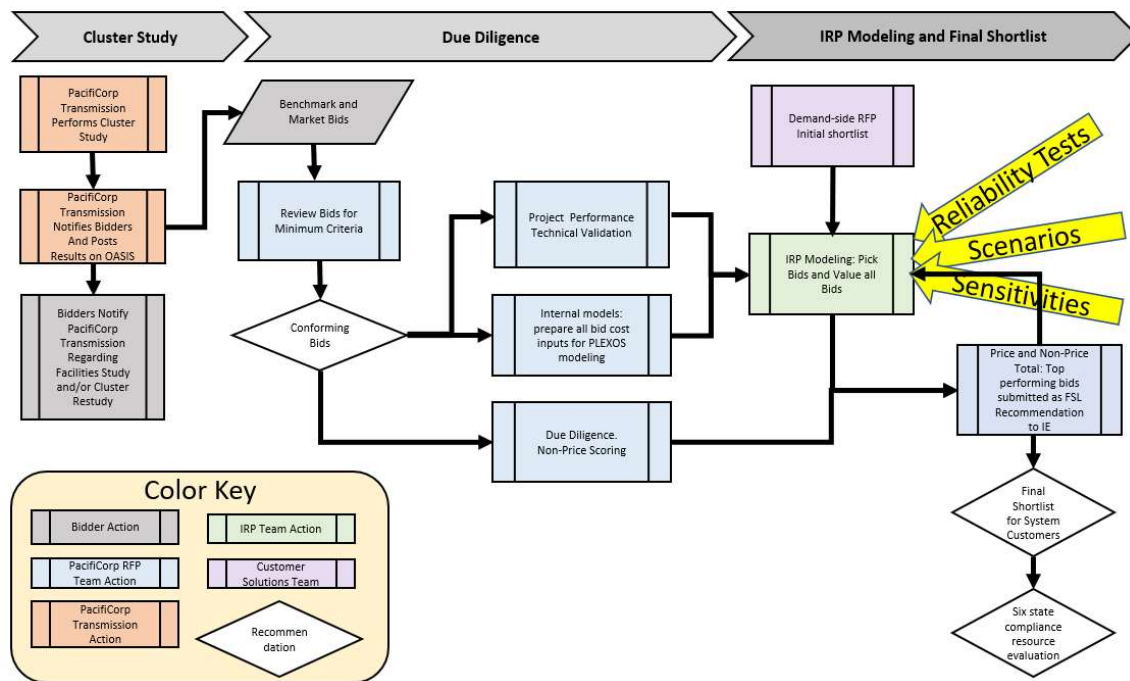 Cluster Study
Due Diligence
IRP Modeling and Final Shortlist
PacifiCorp
Transmission
Performs Cluster
Study
PacifiCorp
Transmission
Notifies Bidders
And Posts
Results on OASIS
Bidders Notify
PacifiCorp
Transmission
Regarding
Facilities Study
and/or Cluster
Restudy
Benchmark and
Market Bids
Review Bids for
Minimum Criteria
Conforming
Bids
Project Performance
Technical Validation
Internal models:
prepare all bid cost
inputs for PLEXOS
modeling
Due Diligence.
Non-Price Scoring
Demand-side RFP
Initial shortlist
IRP Modeling: Pick
Bids and Value all
Bids
Reliability Tests
Scenarios
Sensitivities
Price and Non-Price
Total: Top
performing bids
submitted as FSL
Recommendation
to IE
Final
Shortlist
for System
Customers
Six state
compliance
resource
evaluation
Color Key
Bidder Action
IRP Team Action
PacifiCorp RFP
Team Action
Customer
Solutions Team
PacifiCorp
Transmission
Action
Recommen
dation